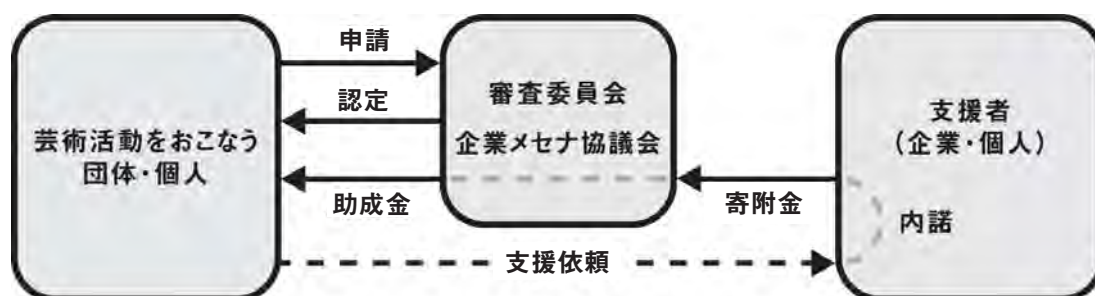 申請
認定
芸術活動をおこなう
団体・個人
助成金
審査委員会
企業メセナ協議会
寄附金
支援者
(企業・個人)
内諾
支援依頼